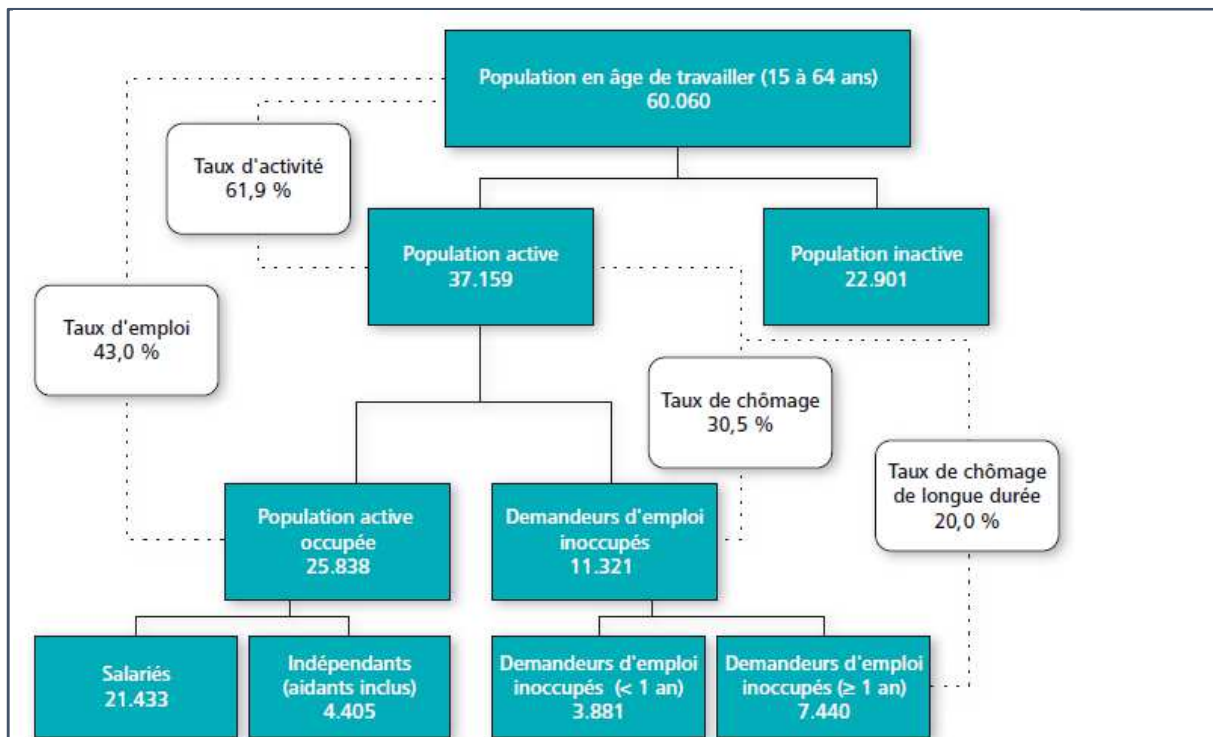 Population en âge de travailler (15 à 64 ans)
60.060
Taux d'activité
61,9 %
Population active
37.159
Population inactive
22.901
Taux d'emploi
43,0 %
Taux de chômage
30,5 %
Taux de chômage
de longue durée
20,0 %
Population active
occupée
25.838
Demandeurs d'emploi
inoccupés
11.321
Salariés
21.433
Indépendants
(aidants inclus)
4.405
Demandeurs d'emploi
inoccupés (< 1 an)
3.881
Demandeurs d'emploi
inoccupés (≥ 1 an)
7.440